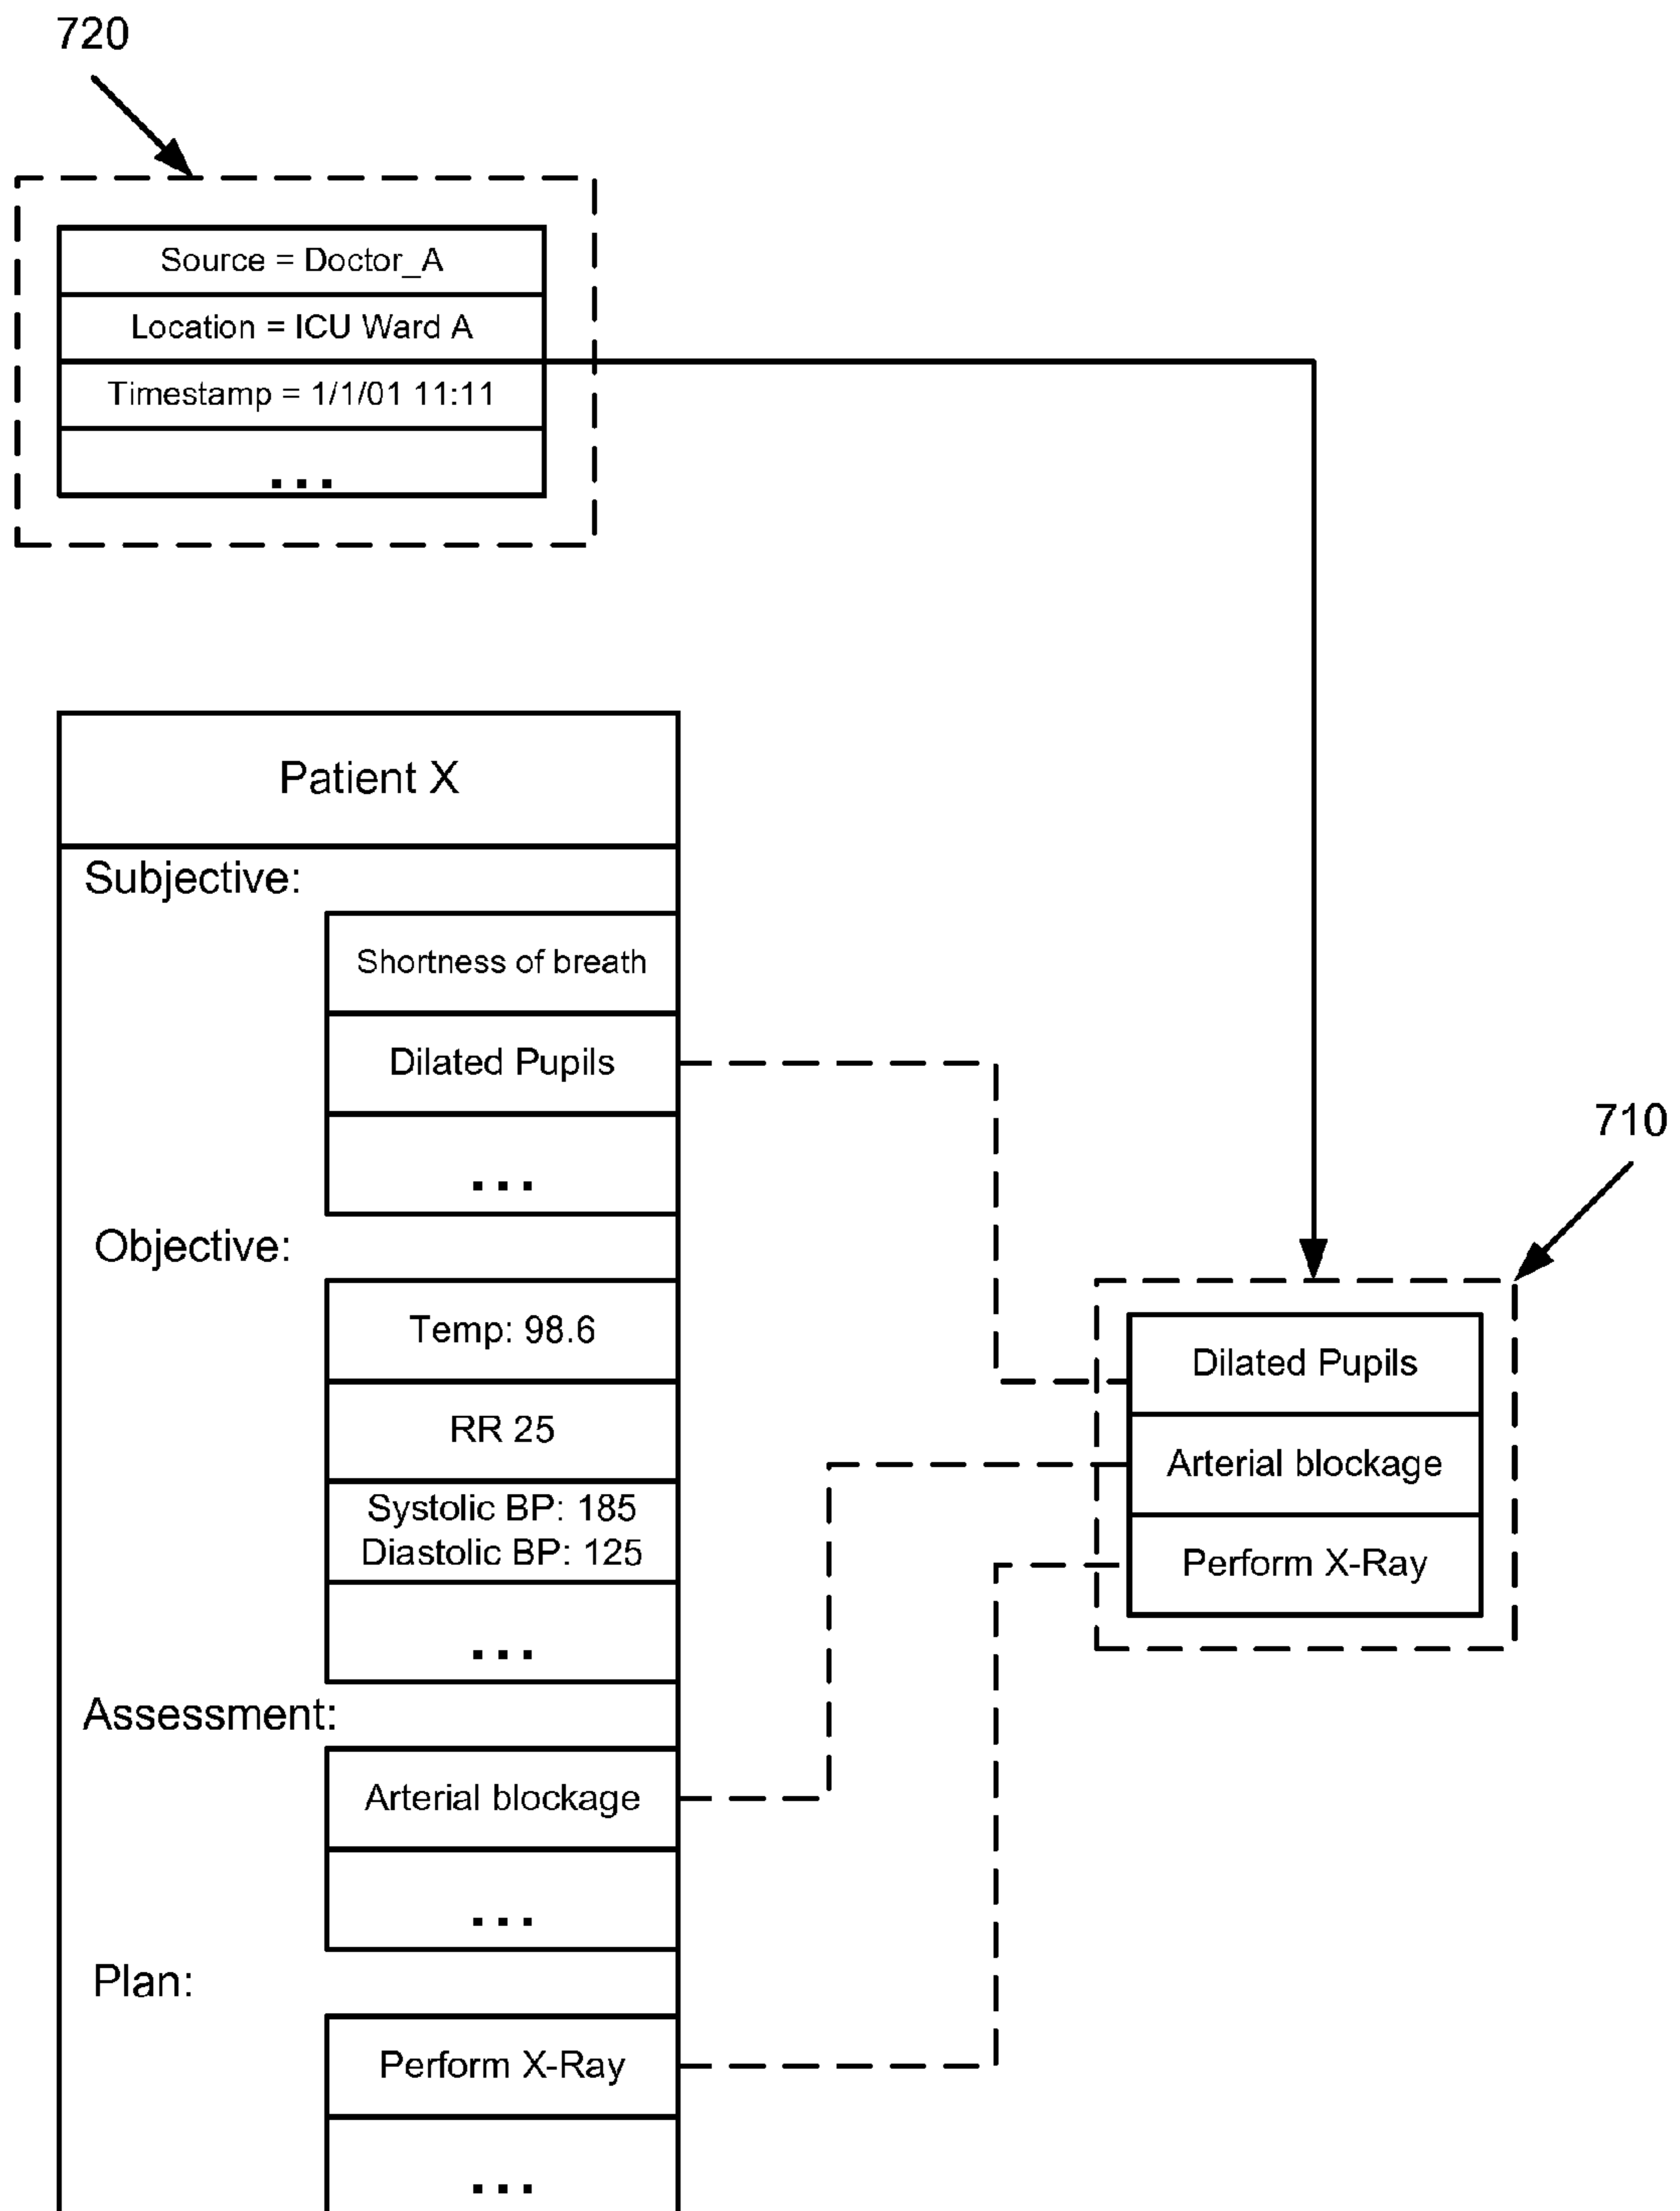 720
Source = Doctor_A
Location = ICU Ward A
Timestamp = 1/1/01 11:11
...
Patient X
Subjective:
Shortness of breath
Dilated Pupils
...
Objective:
Temp: 98.6
RR 25
Systolic BP: 185
Diastolic BP: 125
...
Assessment:
Arterial blockage
...
Plan:
Perform X-Ray
...
710
Dilated Pupils
Arterial blockage
Perform X-Ray